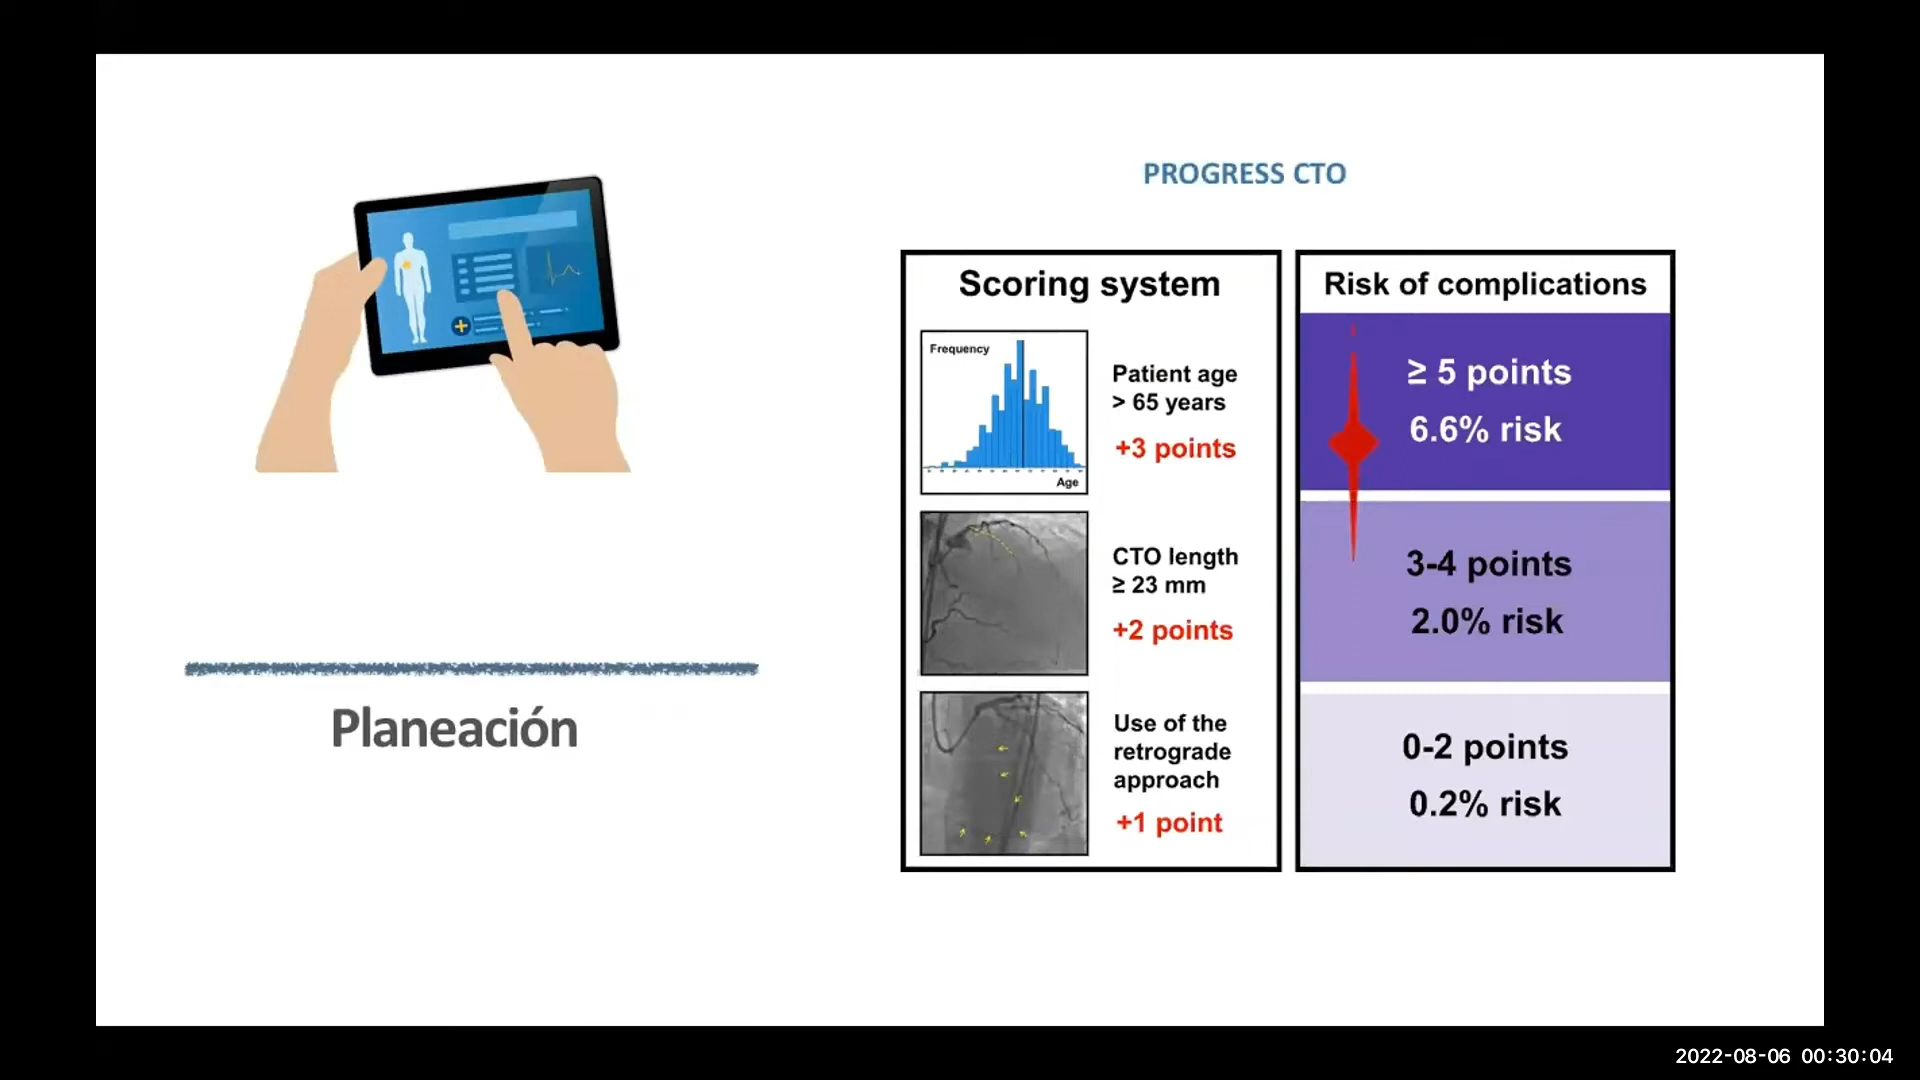 PROGRESS CTO
Scoring system
Frequency
Age
Patient age
> 65 years
+3 points
CTO length
≥ 23 mm
+2 points
Use of the
retrograde
approach
+1 point
Risk of complications
≥ 5 points
6.6% risk
3-4 points
2.0% risk
0-2 points
0.2% risk
Planeación
2022-08-06 00:30:04